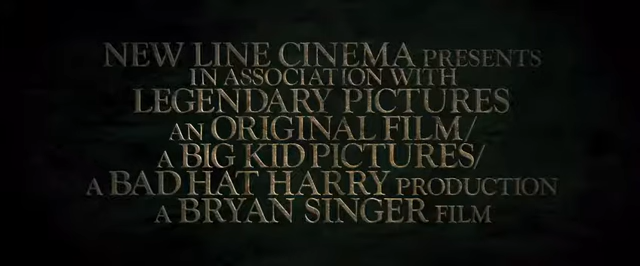 NEW LINE CINEMA PRESENTS
IN ASSOCIATION WITH
LEGENDARY PICTURES
AN ORIGINAL FILM/
A BIG KID PICTURES/
A BAD HAT HARRY PRODUCTION
A BRYAN SINGER FILM